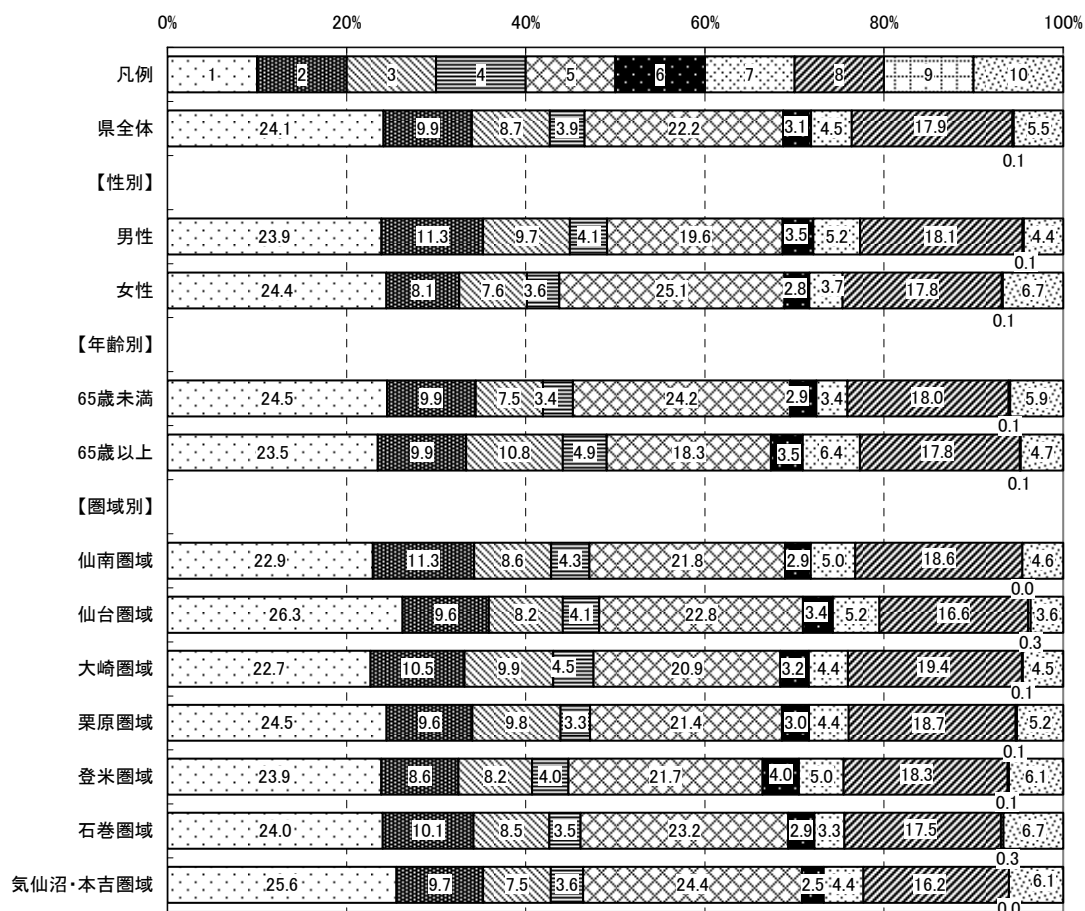 0% 20% 40% 60% 80% 100%
凡例 1 2 3 4 5 6 7 8 9 10
県全体 24.1 9.9 8.7 3.9 22.2 3.1 4.5 17.9 5.5
0.1
【性別】
男性 23.9 11.3 9.7 4.1 19.6 3.5 5.2 18.1 4.4
0.1
女性 24.4 8.1 7.6 3.6 25.1 2.8 3.7 17.8 6.7
0.1
【年齢別】
65歳未満 24.5 9.9 7.5 3.4 24.2 2.9 3.4 18.0 5.9
0.1
65歳以上 23.5 9.9 10.8 4.9 18.3 3.5 6.4 17.8 4.7
0.1
【圏域別】
仙南圏域 22.9 11.3 8.6 4.3 21.8 2.9 5.0 18.6 4.6
0.0
仙台圏域 26.3 9.6 8.2 4.1 22.8 3.4 5.2 16.6 3.6
0.3
大崎圏域 22.7 10.5 9.9 4.5 20.9 3.2 4.4 19.4 4.5
0.1
栗原圏域 24.5 9.6 9.8 3.3 21.4 3.0 4.4 18.7 5.2
0.1
登米圏域 23.9 8.6 8.2 4.0 21.7 4.0 5.0 18.3 6.1
0.1
石巻圏域 24.0 10.1 8.5 3.5 23.2 2.9 3.3 17.5 6.7
0.3
気仙沼・本吉圏域 25.6 9.7 7.5 3.6 24.4 2.5 4.4 16.2 6.1
0.0